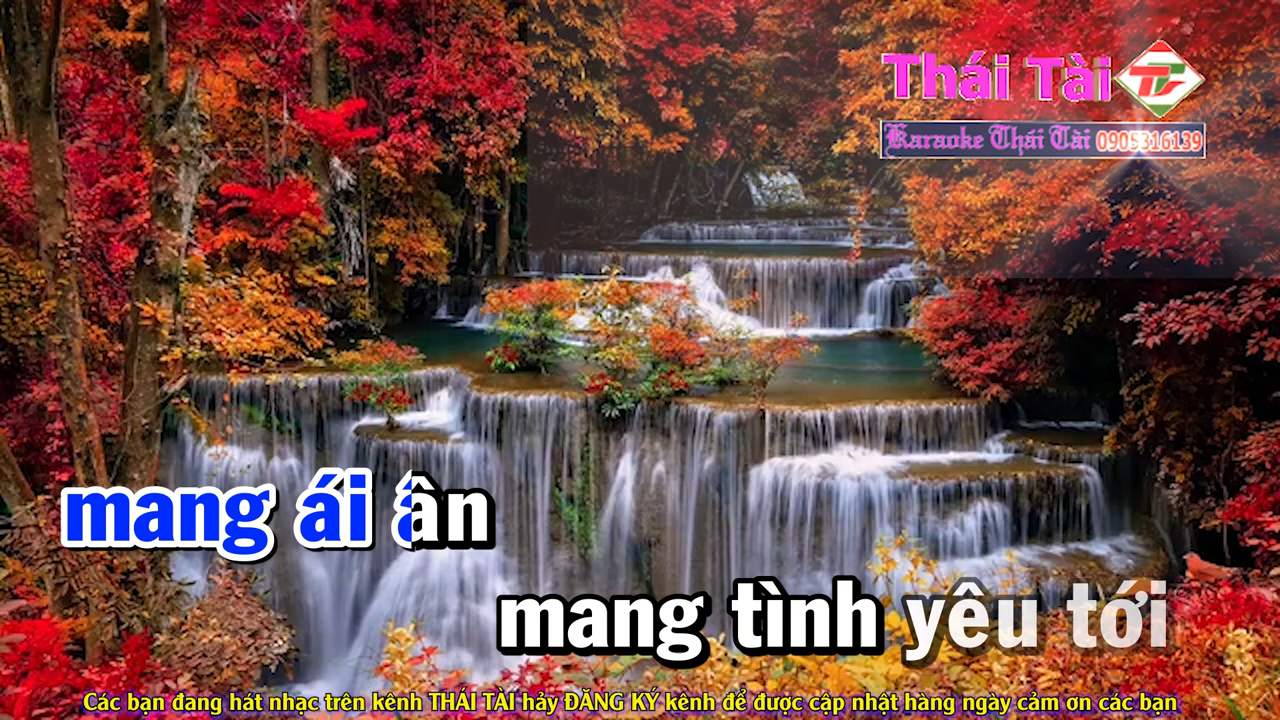 Thái Tài
Karaoke Thái Tài 0905316139
mang ái ân
mang tình yêu tới
Các bạn đang hát nhạc trên kênh THÁI TÀI hảy ĐĂNG KÝ kênh để được cập nhật hàng ngày cảm ơn các bạn